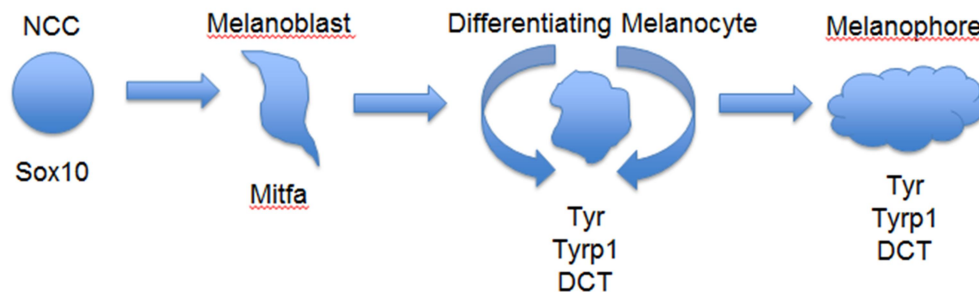 NCC
Melanoblast
Differentiating Melanocyte
Melanophore
Sox10
Mitfa
Tyr
Tyrp1
DCT
Tyr
Tyrp1
DCT